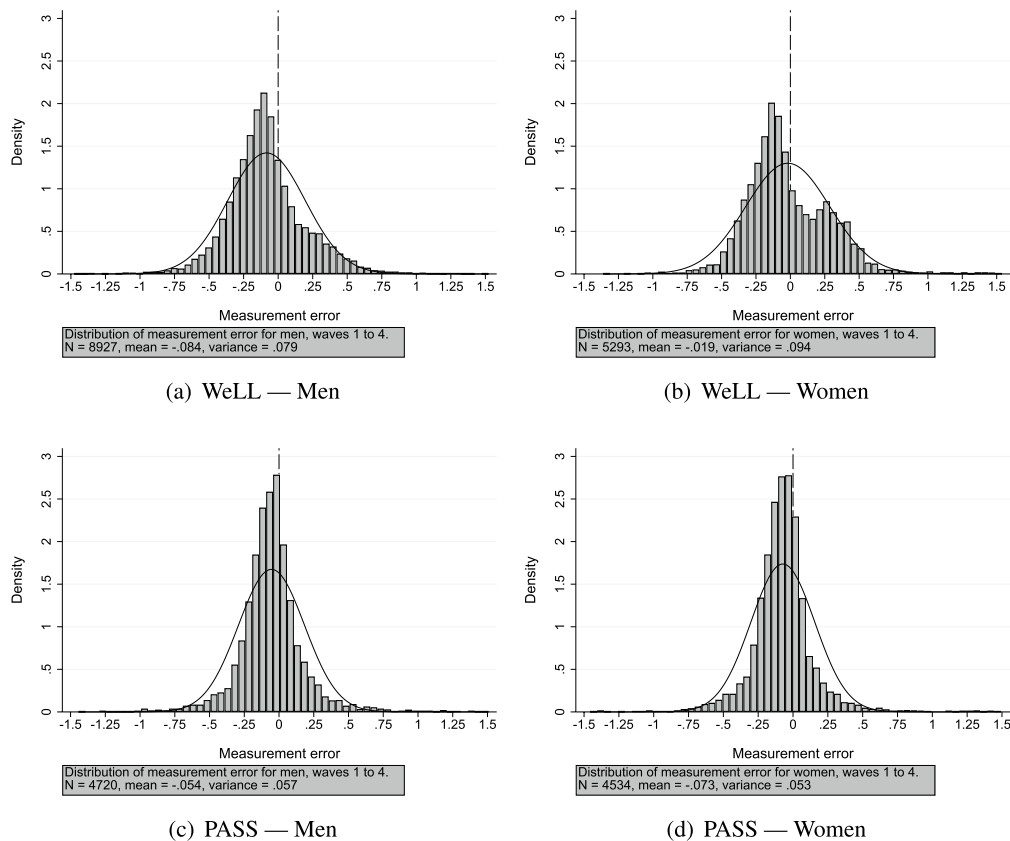 3
2.5
2
1.5
1
.5
0
Density
-1.5 -1.25 -1 -.75 -.5 -.25 0 .25 .5 .75 1 1.25 1.5
Measurement error
Distribution of measurement error for men, waves 1 to 4.
N = 8927, mean = -.084, variance = .079
(a) WeLL — Men
3
2.5
2
1.5
1
.5
0
Density
-1.5 -1.25 -1 -.75 -.5 -.25 0 .25 .5 .75 1 1.25 1.5
Measurement error
Distribution of measurement error for women, waves 1 to 4.
N = 5293, mean = -.019, variance = .094
(b) WeLL — Women
3
2.5
2
1.5
1
.5
0
Density
-1.5 -1.25 -1 -.75 -.5 -.25 0 .25 .5 .75 1 1.25 1.5
Measurement error
Distribution of measurement error for men, waves 1 to 4.
N = 4720, mean = -.054, variance = .057
(c) PASS — Men
3
2.5
2
1.5
1
.5
0
Density
-1.5 -1.25 -1 -.75 -.5 -.25 0 .25 .5 .75 1 1.25 1.5
Measurement error
Distribution of measurement error for women, waves 1 to 4.
N = 4534, mean = -.073, variance = .053
(d) PASS — Women